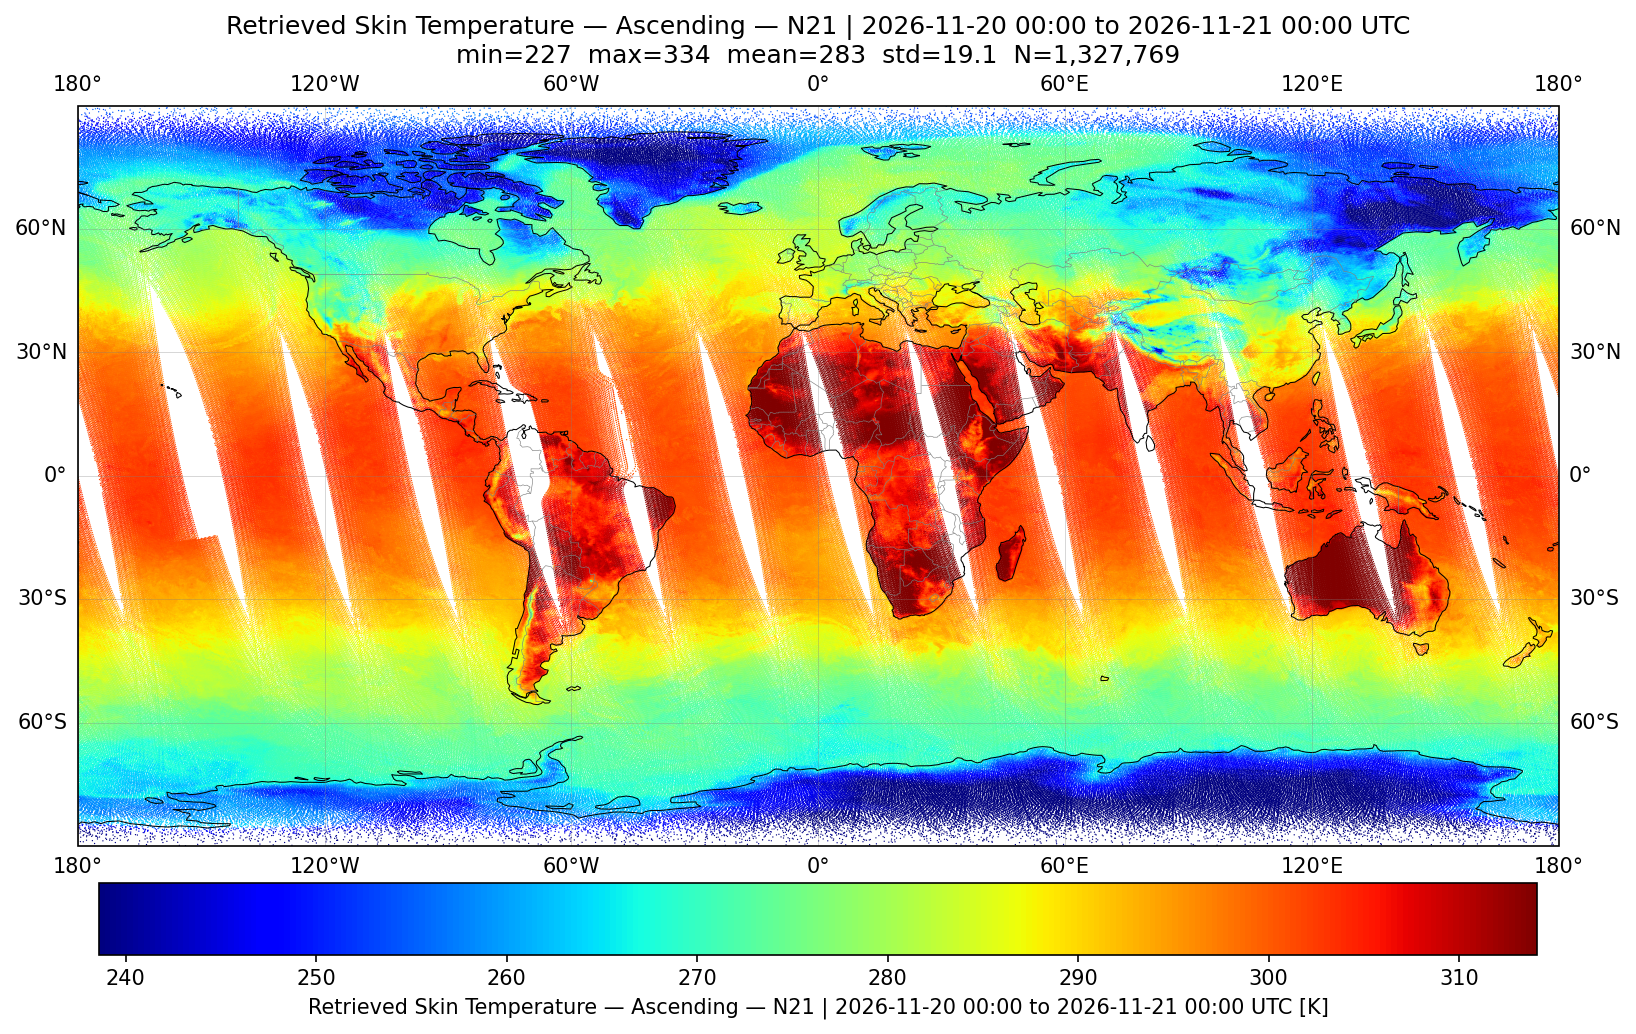 Retrieved Skin Temperature — Ascending — N21 | 2026-11-20 00:00 to 2026-11-21 00:00 UTC
min=227 max=334 mean=283 std=19.1 N=1,327,769
180° 120°W 60°W 0° 60°E 120°E 180°
60°N 60°N
30°N 30°N
0° 0°
30°S 30°S
60°S 60°S
180° 120°W 60°W 0° 60°E 120°E 180°
240 250 260 270 280 290 300 310
Retrieved Skin Temperature — Ascending — N21 | 2026-11-20 00:00 to 2026-11-21 00:00 UTC [K]